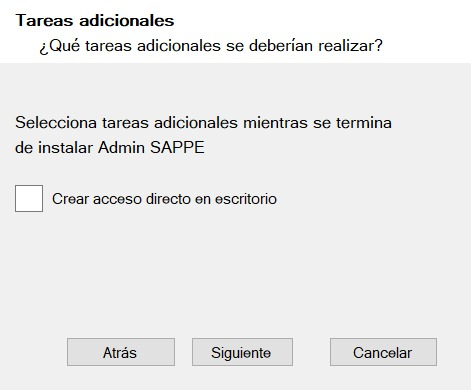 Tareas adicionales
¿Qué tareas adicionales se deberían realizar?
Selecciona tareas adicionales mientras se termina
de instalar Admin SAPPE
Crear acceso directo en escritorio
Atrás
Siguiente
Cancelar